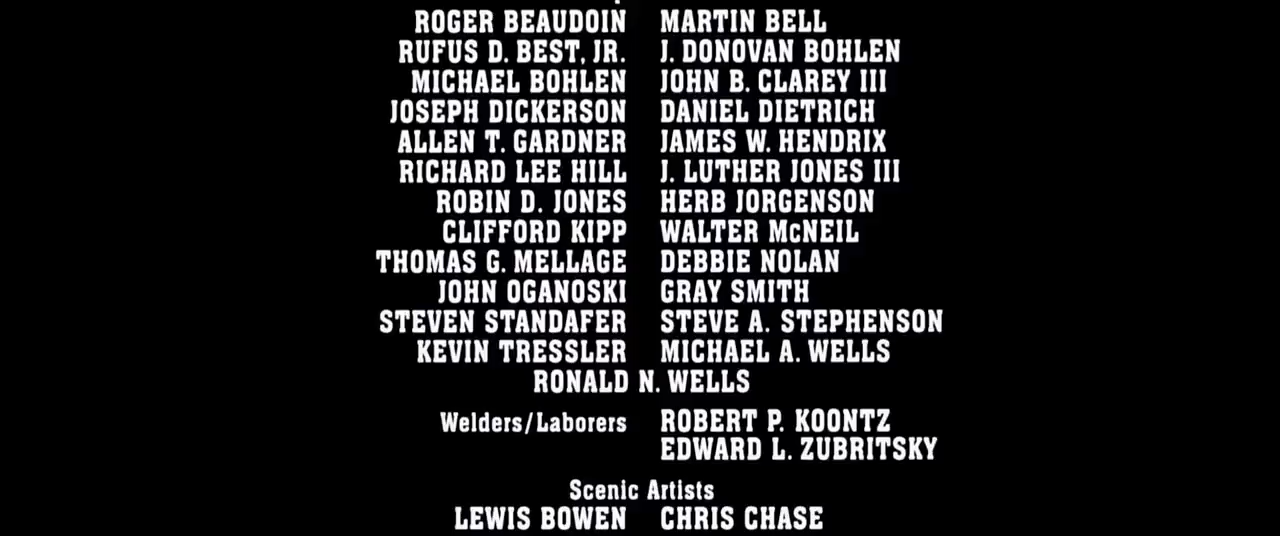 ROGER BEAUDOIN MARTIN BELL
RUFUS D. BEST, JR. J. DONOVAN BOHLEN
MICHAEL BOHLEN JOHN B. CLAREY III
JOSEPH DICKERSON DANIEL DIETRICH
ALLEN T. GARDNER JAMES W. HENDRIX
RICHARD LEE HILL J. LUTHER JONES III
ROBIN D. JONES HERB JORGENSON
CLIFFORD KIPP WALTER McNEIL
THOMAS G. MELLAGE DEBBIE NOLAN
JOHN OGANOSKI GRAY SMITH
STEVEN STANDAFER STEVE A. STEPHENSON
KEVIN TRESSLER MICHAEL A. WELLS
RONALD N. WELLS
Welders/Laborers ROBERT P. KOONTZ
EDWARD L. ZUBRITSKY
Scenic Artists
LEWIS BOWEN CHRIS CHASE